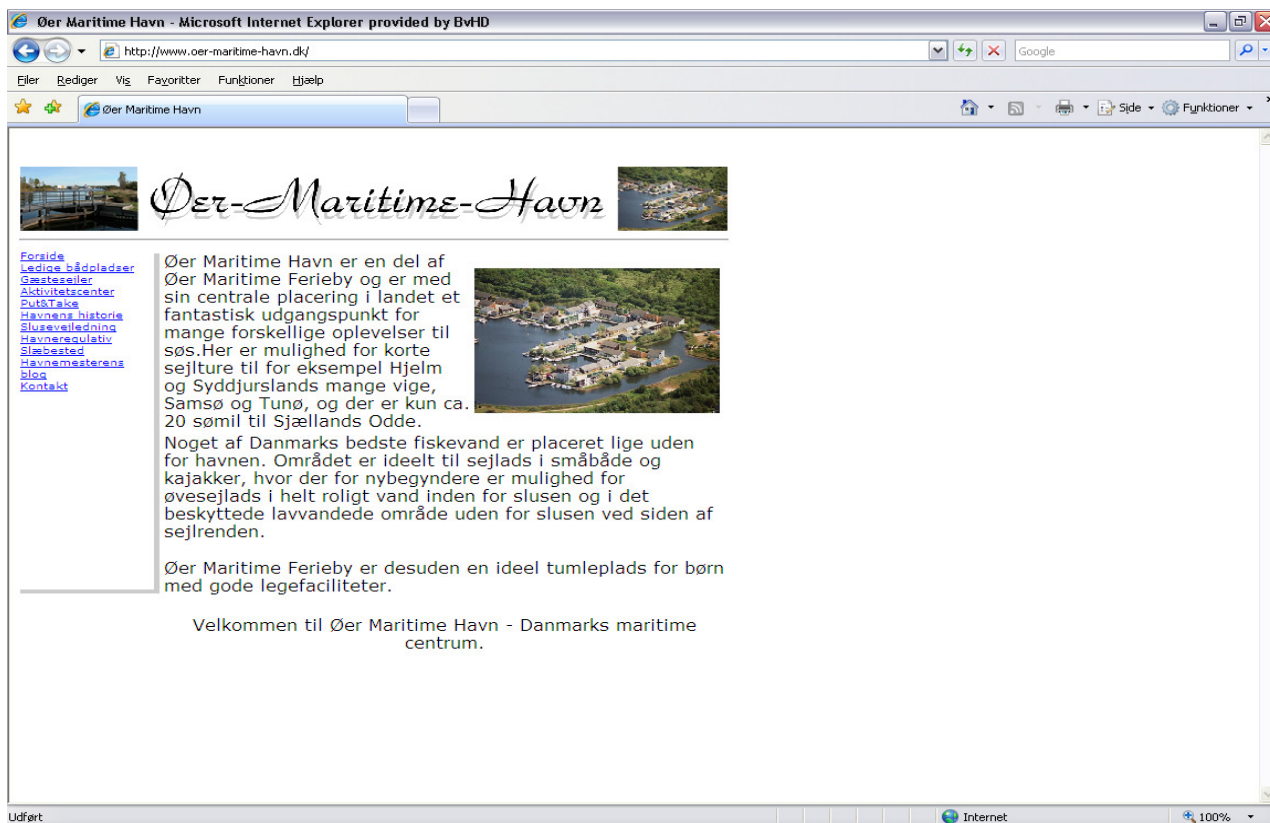 Øer Maritime Havn - Microsoft Internet Explorer provided by BvHD
http://www.oer-maritime-havn.dk/
Google
Filer Rediger Vis Favoritter Funktioner Hjælp
Øer Maritime Havn
Side Funktioner
Øer-Maritime-Havn
Forside
Ledige bådpladser
Gæstesejler
Aktivitetscenter
Put&Take
Havnens historie
Slusevejledning
Havneregulativ
Slæbested
Havnemesterens
blog
Kontakt
Øer Maritime Havn er en del af
Øer Maritime Ferieby og er med
sin centrale placering i landet et
fantastisk udgangspunkt for
mange forskellige oplevelser til
søs.Her er mulighed for korte
sejlture til for eksempel Hjelm
og Syddjurslands mange vige,
Samsø og Tunø, og der er kun ca.
20 sømil til Sjællands Odde.
Noget af Danmarks bedste fiskevand er placeret lige uden
for havnen. Området er ideelt til sejlads i småbåde og
kajakker, hvor der for nybegyndere er mulighed for
øvesejlads i helt roligt vand inden for slusen og i det
beskyttede lavvandede område uden for slusen ved siden af
sejlrenden.
Øer Maritime Ferieby er desuden en ideel tumleplads for børn
med gode legefaciliteter.
Velkommen til Øer Maritime Havn - Danmarks maritime
centrum.
Udført
Internet
100%